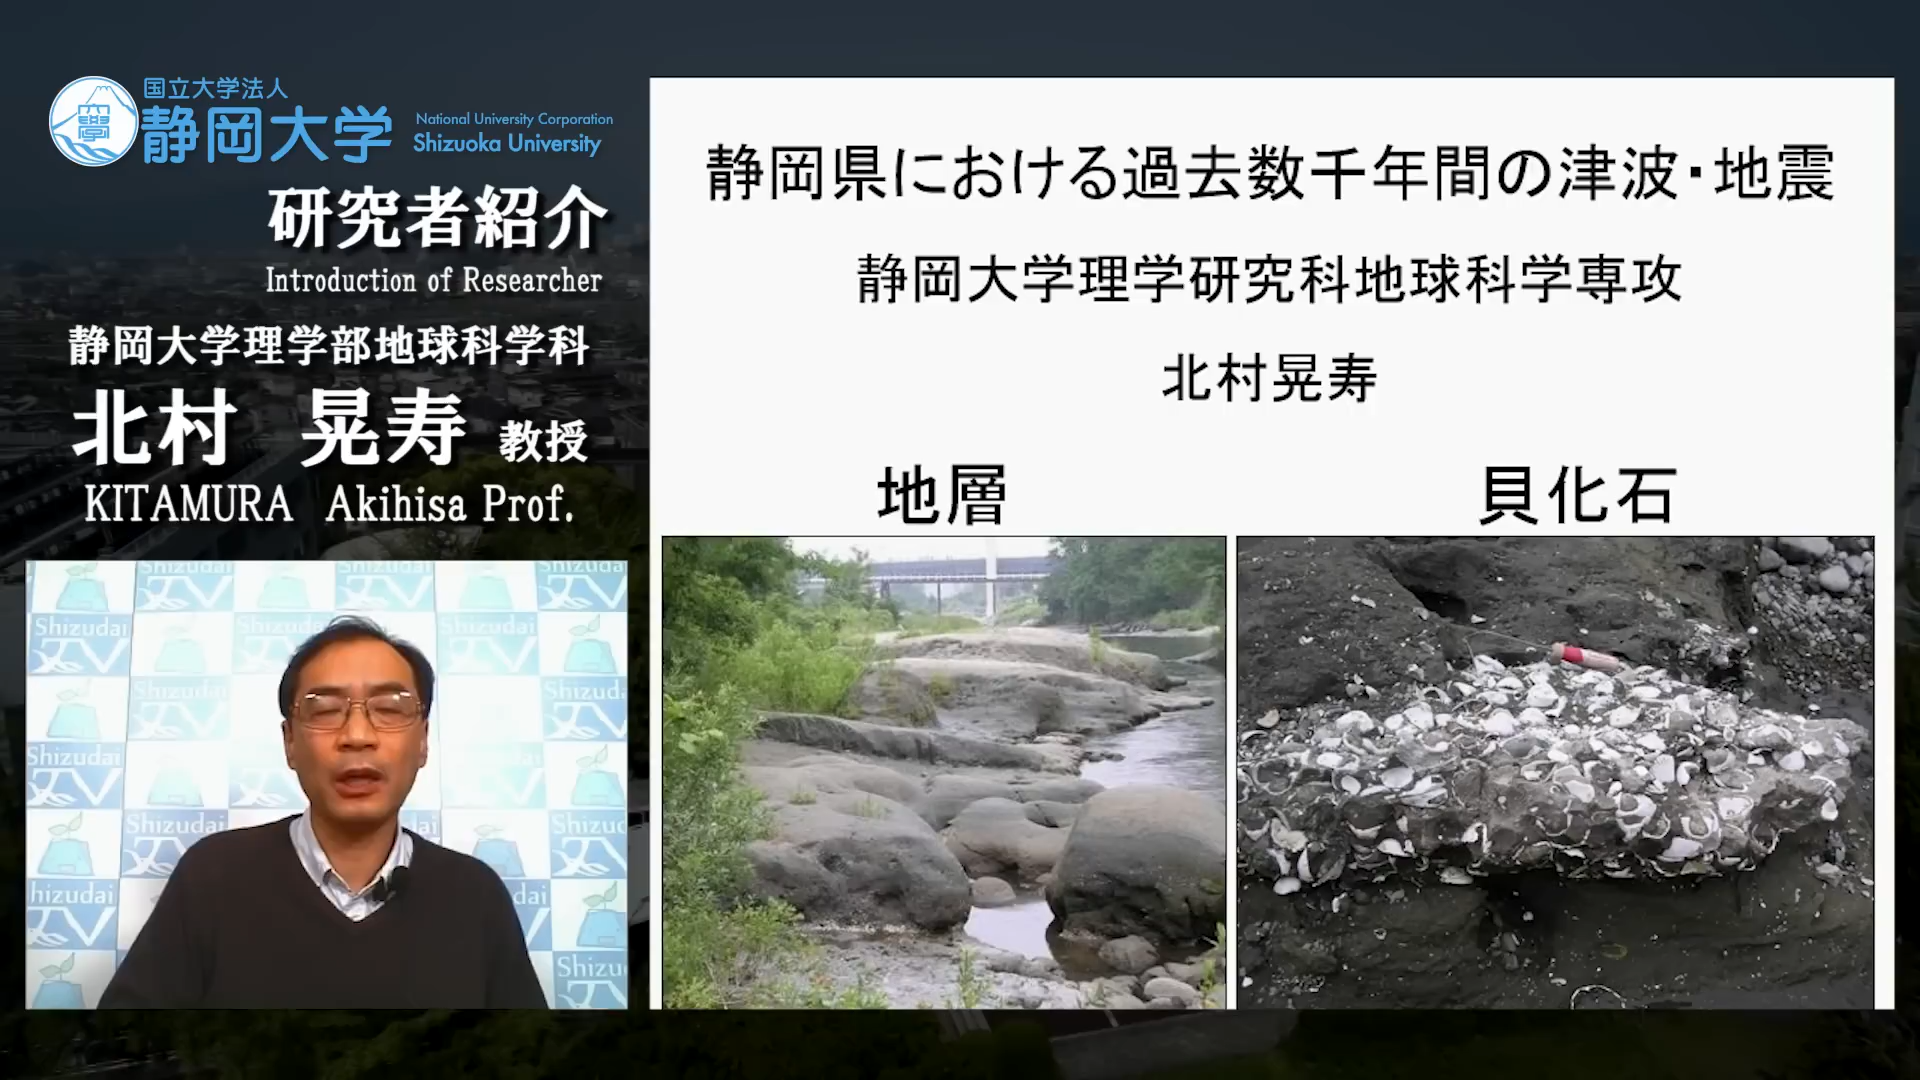 国立大学法人
静岡大学
National University Corporation
Shizuoka University
研究者紹介
Introduction of Researcher
静岡大学理学部地球科学科
北村 晃寿 教授
KITAMURA Akihisa Prof.
静岡県における過去数千年間の津波・地震
静岡大学理学研究科地球科学専攻
北村晃寿
地層
貝化石
Shizudai
TV